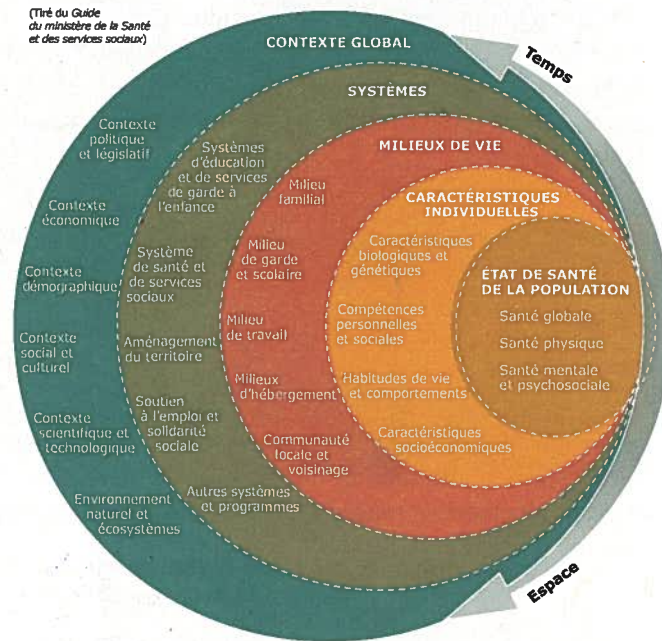 (Tiré du Guide
du ministère de la Santé
et des services sociaux)
CONTEXTE GLOBAL
Contexte
politique
et législatif
Contexte
économique
Contexte
démographique
Contexte
social et
culturel
Contexte
scientifique et
technologique
Environnement
naturel et
écosystèmes
SYSTÈMES
Systèmes
d'éducation
et de services
de garde à
l'enfance
Système
de santé et
de services
sociaux
Aménagement
du territoire
Soutien
à l'emploi et
solidarité
sociale
Autres systèmes
et programmes
MILIEUX DE VIE
Milieu
familial
Milieu
de garde et
scolaire
Milieu
de travail
Milieux
d'hébergement
Communauté
locale et
voisinage
CARACTÉRISTIQUES
INDIVIDUELLES
Caractéristiques
biologiques et
génétiques
Compétences
personnelles
et sociales
Habitudes de vie
et comportements
Caractéristiques
socioéconomiques
ÉTAT DE SANTÉ
DE LA POPULATION
Santé globale
Santé physique
Santé mentale
et psychosociale
Temps
Espace